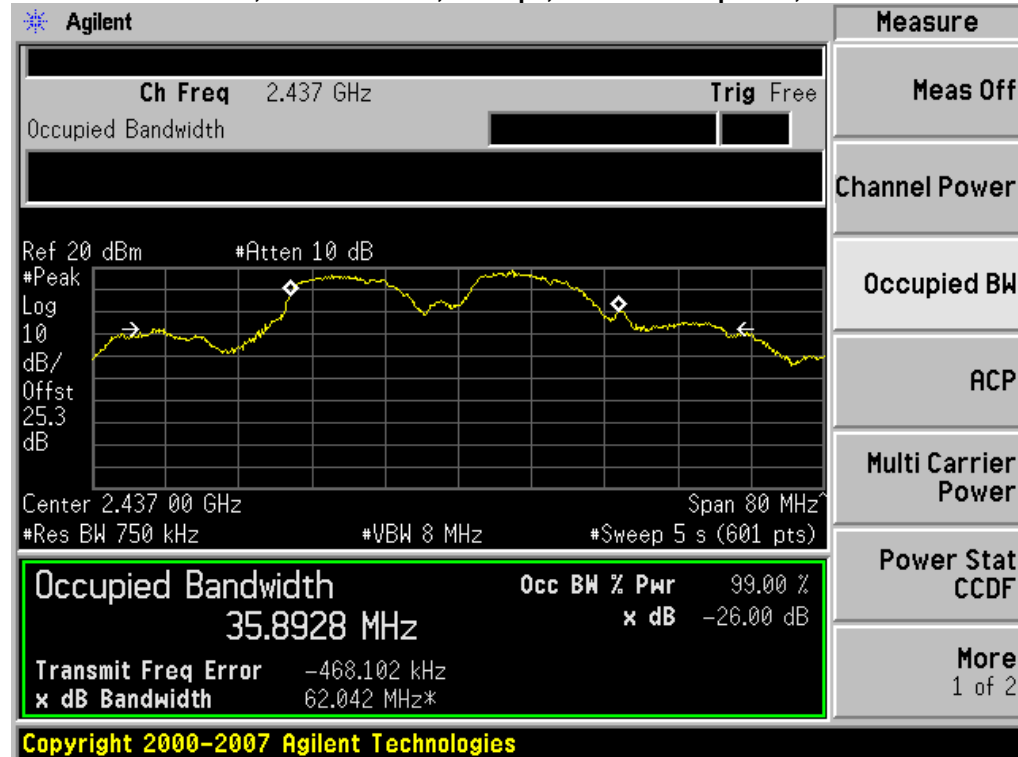 Agilent
Measure
Ch Freq 2.437 GHz Trig Free
Meas Off
Occupied Bandwidth
Channel Power
Ref 20 dBm #Atten 10 dB
#Peak
Log
10
dB/
Offst
25.3
dB
Occupied BW
ACP
Multi Carrier
Power
Center 2.437 00 GHz Span 80 MHz^
#Res BW 750 kHz #VBW 8 MHz #Sweep 5 s (601 pts)
Power Stat
CCDF
Occupied Bandwidth Occ BW % Pwr 99.00 %
35.8928 MHz x dB -26.00 dB
Transmit Freq Error -468.102 kHz
x dB Bandwidth 62.042 MHz*
More
1 of 2
Copyright 2000-2007 Agilent Technologies